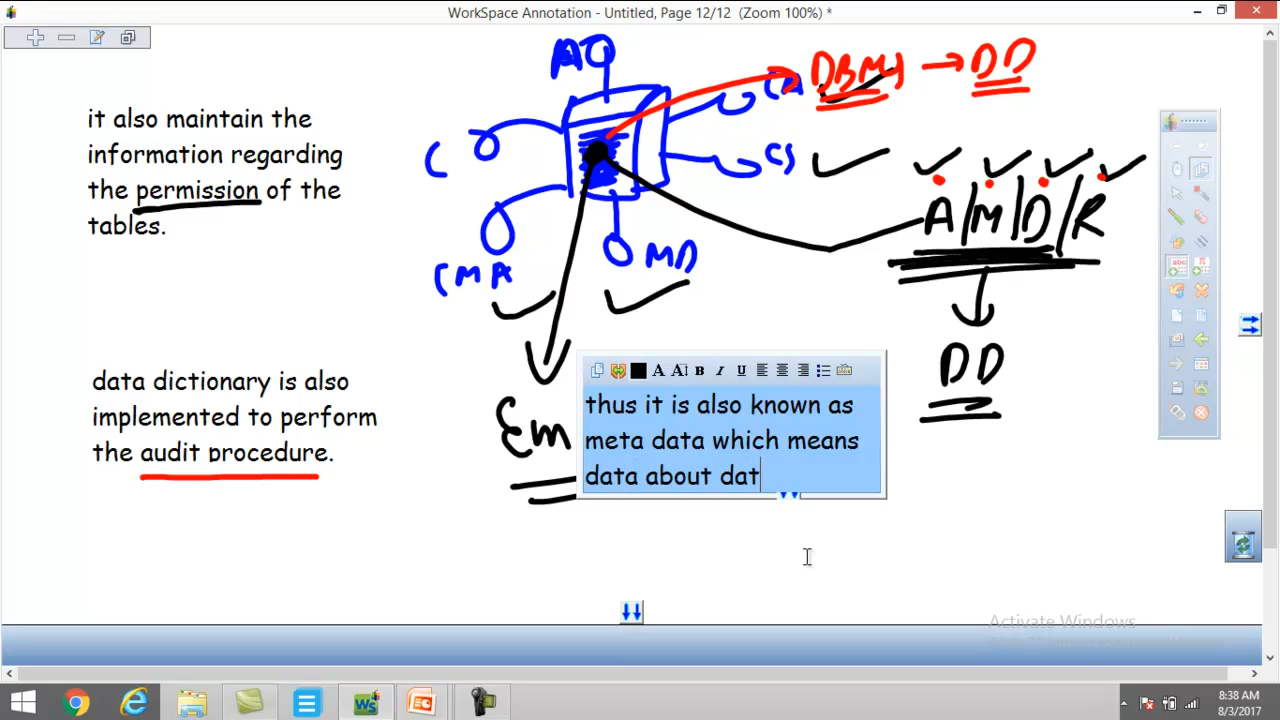 WorkSpace Annotation - Untitled, Page 12/12 (Zoom 100%) *
it also maintain the
information regarding
the permission of the
tables.
data dictionary is also
implemented to perform
the audit procedure.
DBMS → DD
CS
CMA
MD
A/M/D/R
DD
Em
thus it is also known as
meta data which means
data about dat
Activate Windows
8:38 AM
8/3/2017